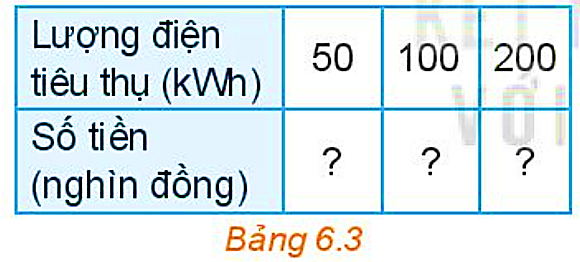 Lượng điện
tiêu thụ (kWh) 50 100 200
Số tiền
(nghìn đồng) ? ? ?
Bảng 6.3